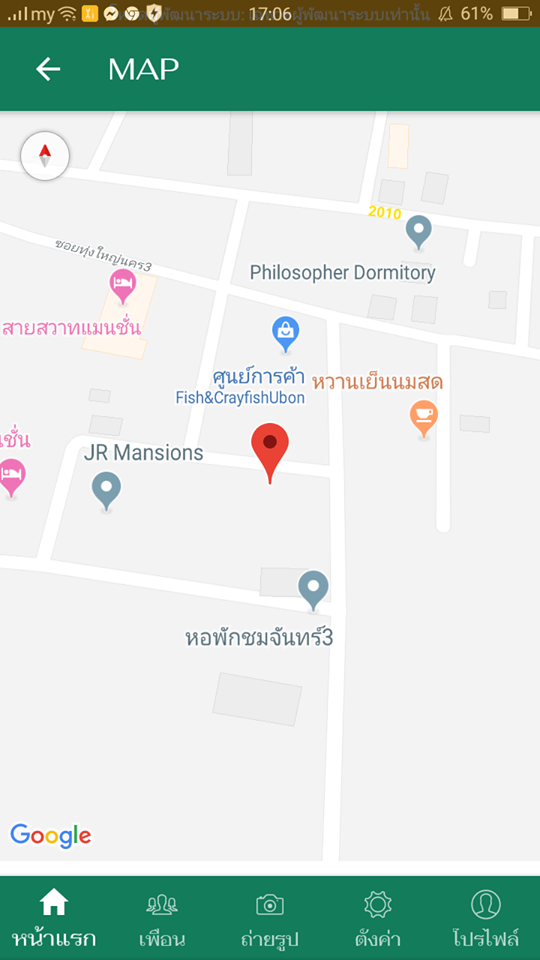 my 17:06 61%
MAP
2010
ซอยทุ่งใหญ่นคร3
Philosopher Dormitory
สายสวาทแมนชั่น
ศูนย์การค้า
Fish&CrayfishUbon
หวานเย็นนมสด
JR Mansions
หอพักชมจันทร์3
Google
หน้าแรก เพือน ถ่ายรูป ตังค่า โปรไฟล์